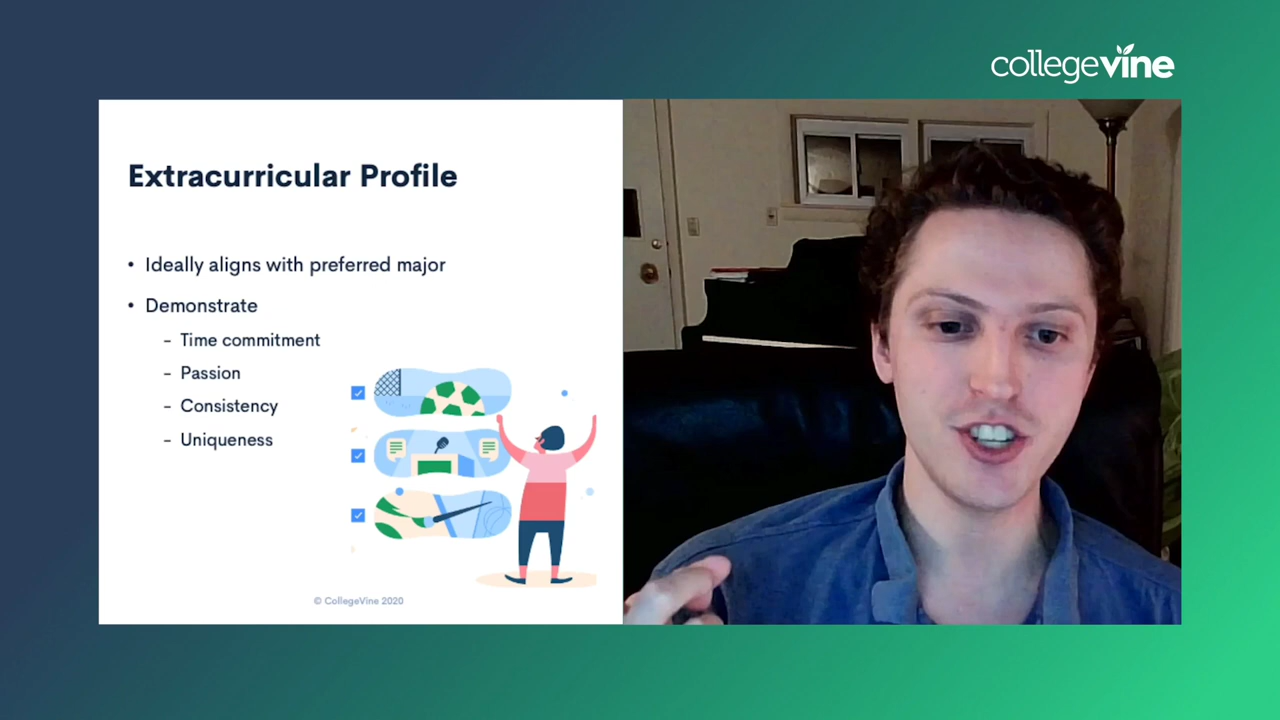 collegevine
Extracurricular Profile
• Ideally aligns with preferred major
• Demonstrate
– Time commitment
– Passion
– Consistency
– Uniqueness
© CollegeVine 2020